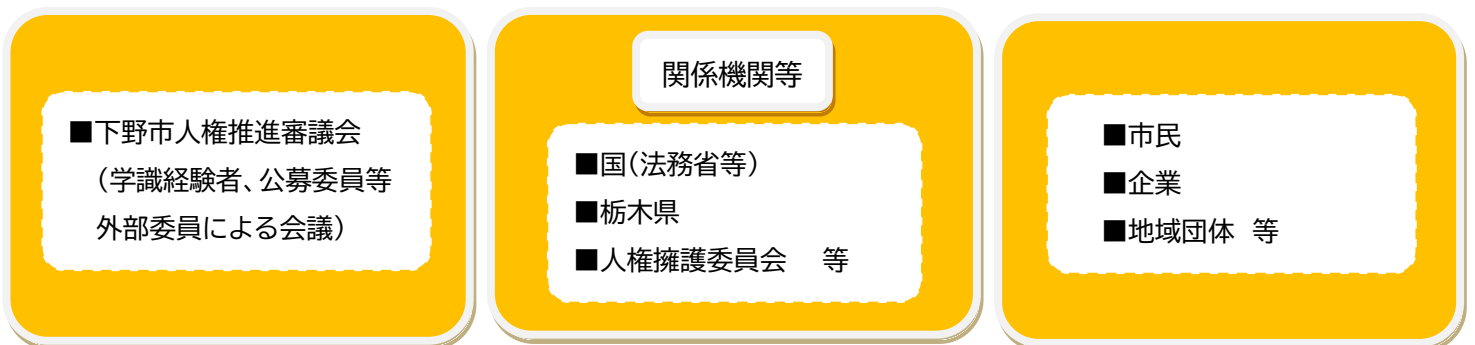 ■下野市人権推進審議会
（学識経験者、公募委員等
外部委員による会議）
関係機関等
■国（法務省等）
■栃木県
■人権擁護委員会　等
■市民
■企業
■地域団体　等